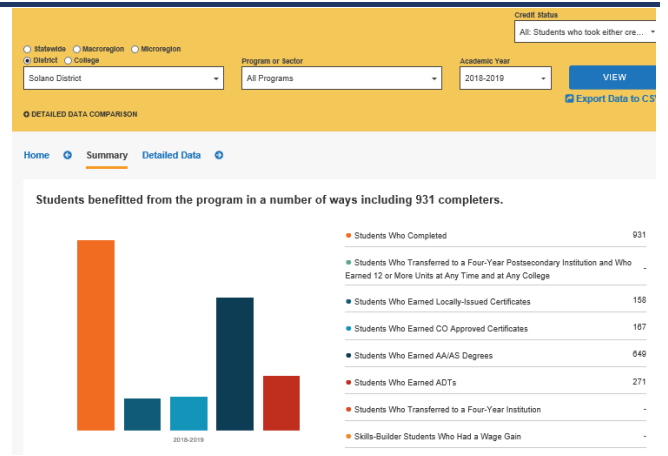 Credit Status
All: Students who took either cre...
Statewide Macroregion Microregion
District College
Program or Sector
Academic Year
Solano District
All Programs
2018-2019
VIEW
Export Data to CSV
DETAILED DATA COMPARISON
Home Summary Detailed Data
Students benefitted from the program in a number of ways including 931 completers.
Students Who Completed 931
Students Who Transferred to a Four-Year Postsecondary Institution and Who
Earned 12 or More Units at Any Time and at Any College -
Students Who Earned Locally-Issued Certificates 158
Students Who Earned CO Approved Certificates 167
Students Who Earned AA/AS Degrees 649
Students Who Earned ADTs 271
Students Who Transferred to a Four-Year Institution -
Skills-Builder Students Who Had a Wage Gain -
2018-2019